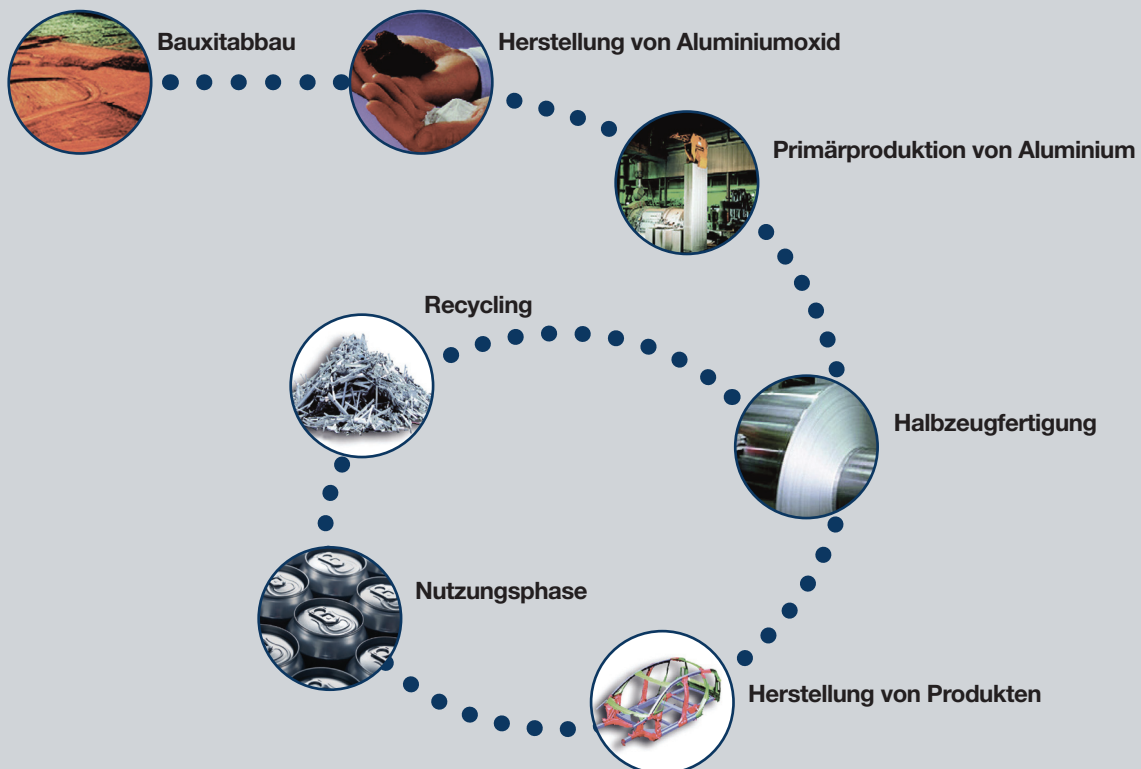 Bauxitabbau
Herstellung von Aluminiumoxid
Primärproduktion von Aluminium
Recycling
Halbzeugfertigung
Nutzungsphase
Herstellung von Produkten